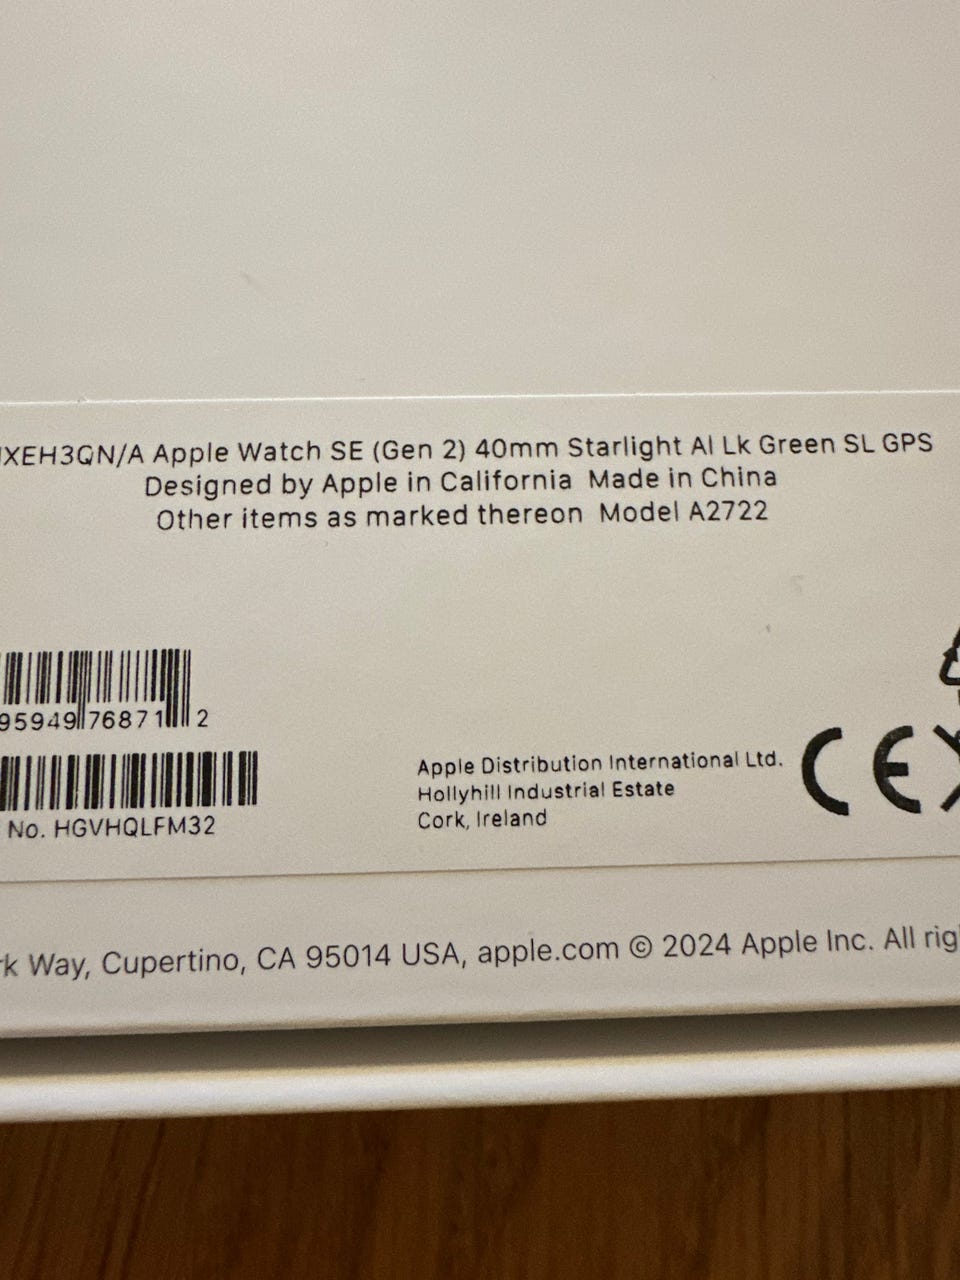 XEH3QN/A Apple Watch SE (Gen 2) 40mm Starlight Al Lk Green SL GPS
Designed by Apple in California Made in China
Other items as marked thereon Model A2722
95949 76871 2
No. HGVHQLFM32
Apple Distribution International Ltd.
Hollyhill Industrial Estate
Cork, Ireland
CE
rk Way, Cupertino, CA 95014 USA, apple.com © 2024 Apple Inc. All rig